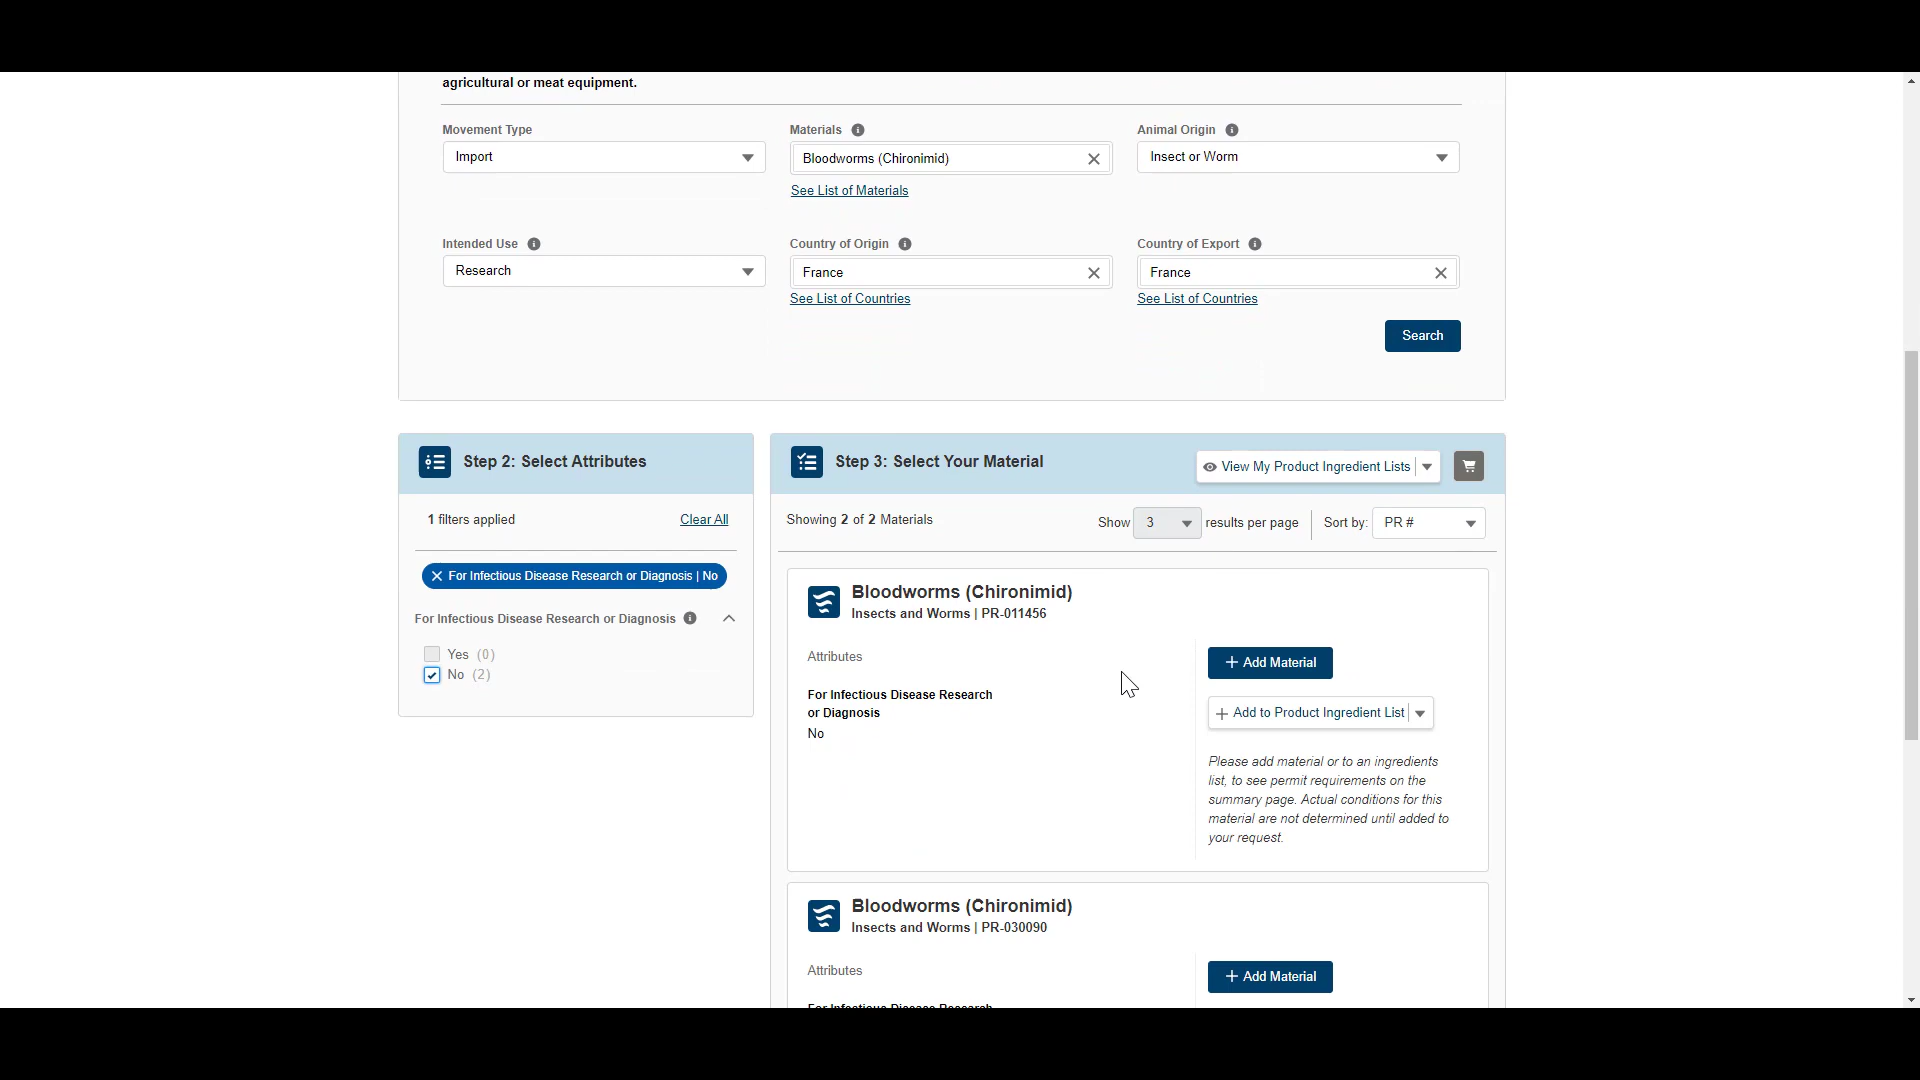 agricultural or meat equipment.
Movement Type
Materials
Animal Origin
Import
Bloodworms (Chironimid)
Insect or Worm
See List of Materials
Intended Use
Country of Origin
Country of Export
Research
France
France
See List of Countries
See List of Countries
Search
Step 2: Select Attributes
1 filters applied
Clear All
For Infectious Disease Research or Diagnosis | No
For Infectious Disease Research or Diagnosis
Yes (0)
No (2)
Step 3: Select Your Material
View My Product Ingredient Lists
Showing 2 of 2 Materials
Show 3 results per page
Sort by: PR #
Bloodworms (Chironimid)
Insects and Worms | PR-011456
Attributes
For Infectious Disease Research
or Diagnosis
No
+ Add Material
+ Add to Product Ingredient List
Please add material or to an ingredients
list, to see permit requirements on the
summary page. Actual conditions for this
material are not determined until added to
your request.
Bloodworms (Chironimid)
Insects and Worms | PR-030090
Attributes
+ Add Material
For Infectious Disease Research